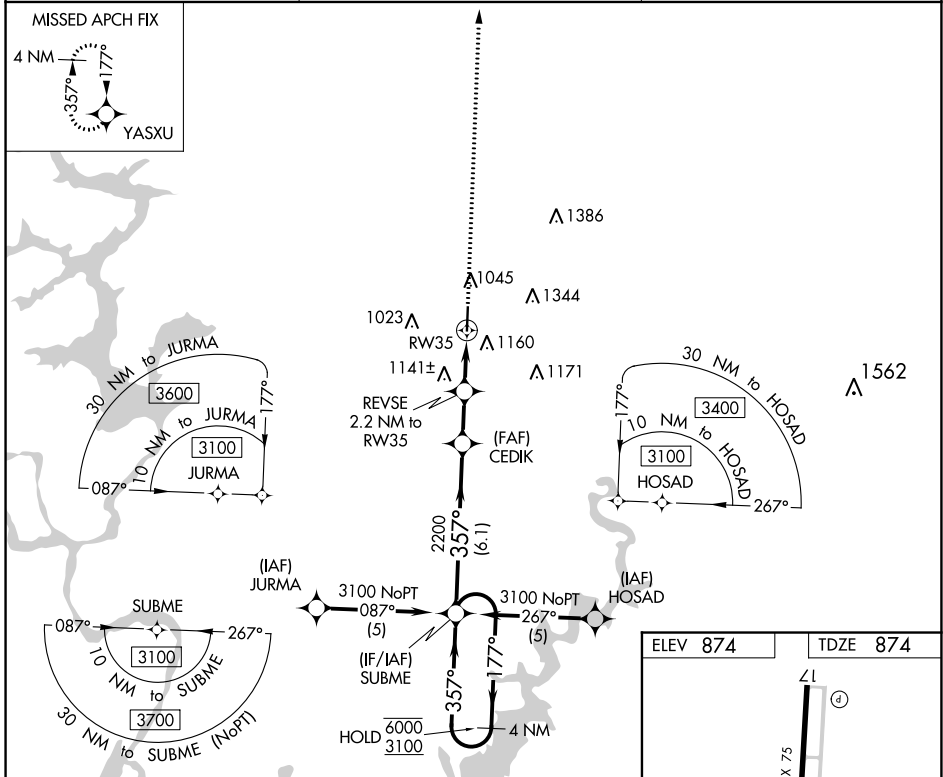 MISSED APCH FIX
4 NM
177°
357°
YASXU
1386
1045
1344
1023
RW35
1160
1141±
1171
1562
REVSE
2.2 NM to
RW35
(FAF)
CEDIK
30 NM to JURMA
3600
177°
10 NM to JURMA
3100
JURMA
087°
30 NM to HOSAD
3400
177°
10 NM to HOSAD
3100
HOSAD
267°
2200
357°
(6.1)
(IAF)
JURMA
3100 NoPT
087°
(5)
3100 NoPT
267°
(5)
(IAF)
HOSAD
(IF/IAF)
SUBME
357°
177°
HOLD
6000
3100
4 NM
SUBME
087°
267°
3100
10 NM to SUBME
3700
30 NM to SUBME (NoPT)
ELEV 874
TDZE 874
17
P
X 75